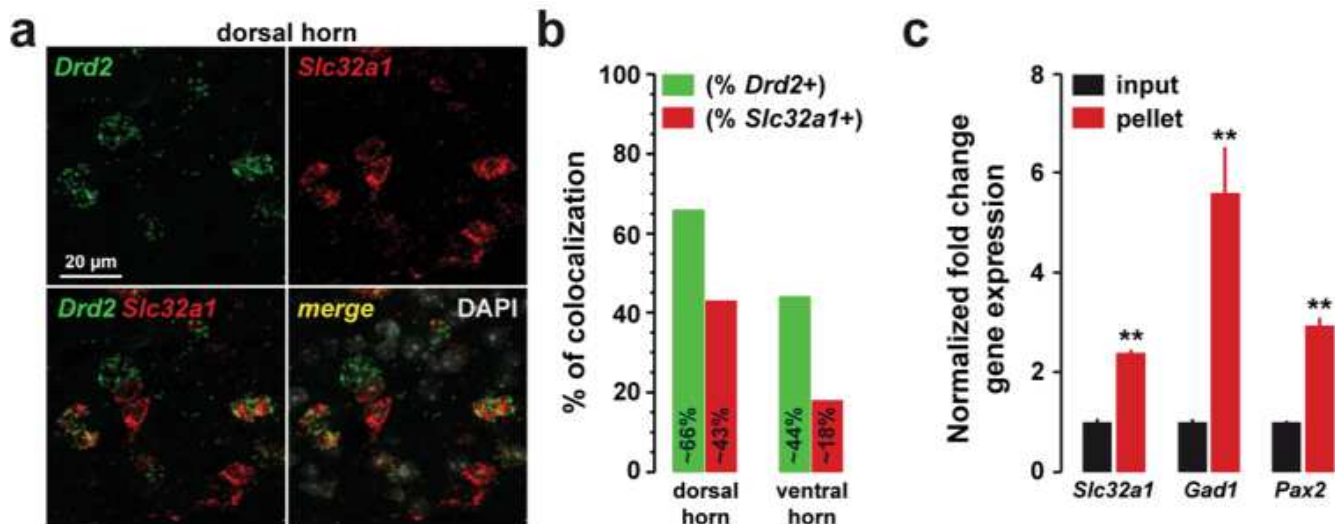 a
dorsal horn
Drd2
Slc32a1
20 µm
Drd2 Slc32a1
merge
DAPI
b
% of colocalization
100
80
60
40
20
0
(% Drd2+)
(% Slc32a1+)
~66%
~43%
~44%
~18%
dorsal
horn
ventral
horn
c
Normalized fold change
gene expression
8
6
4
2
0
input
pellet
**
**
**
Slc32a1
Gad1
Pax2